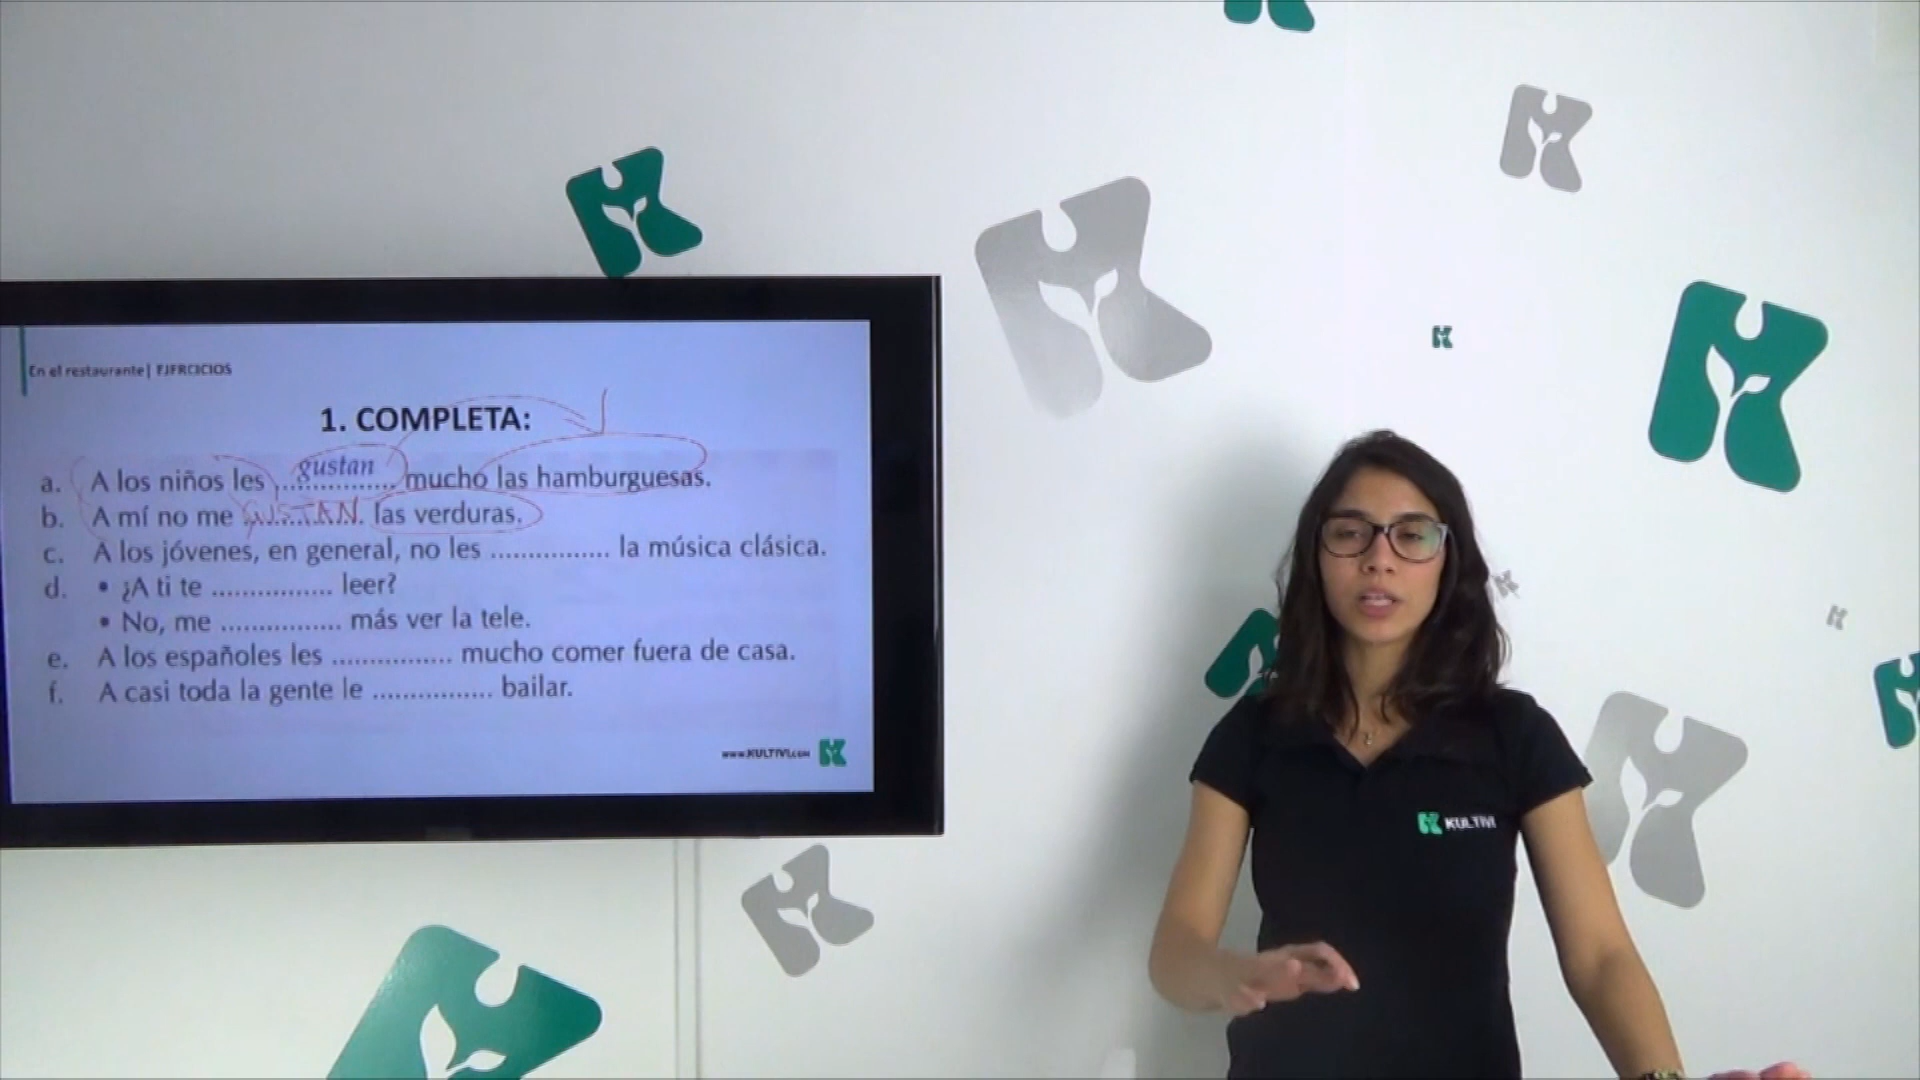 En el restaurante| EJERCICIOS
1. COMPLETA:
a. A los niños les gustan mucho las hamburguesas.
b. A mí no me GUSTAN. las verduras.
c. A los jóvenes, en general, no les ................ la música clásica.
d. • ¿A ti te ................ leer?
• No, me ................ más ver la tele.
e. A los españoles les ................ mucho comer fuera de casa.
f. A casi toda la gente le ................ bailar.
www.KULTIVI.com
KULTIVI